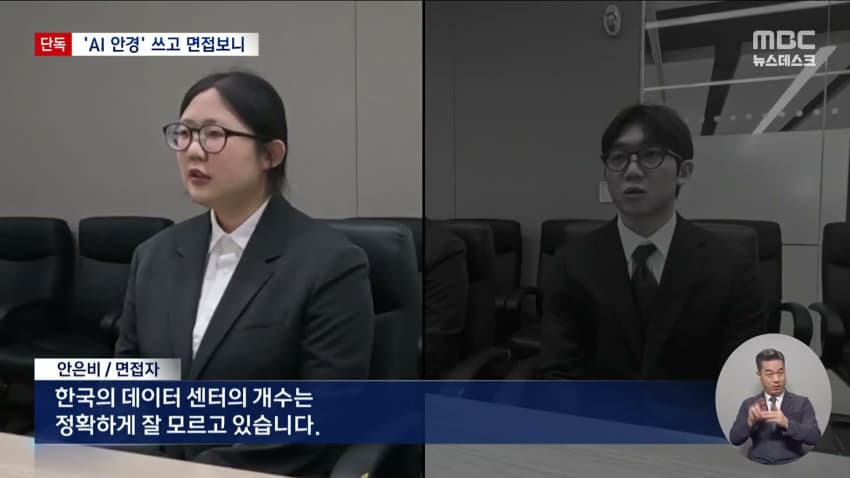 단독 'AI 안경' 쓰고 면접보니
MBC
뉴스데스크
안은비 / 면접자
한국의 데이터 센터의 개수는
정확하게 잘 모르고 있습니다.